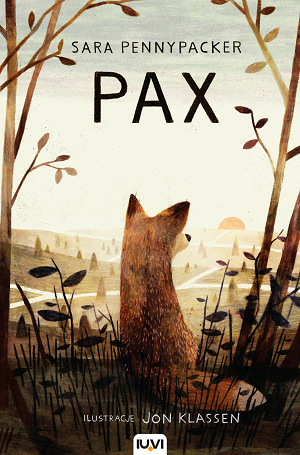 SARA PENNYPACKER
PAX
ILUSTRACJE JON KLASSEN
IUVI